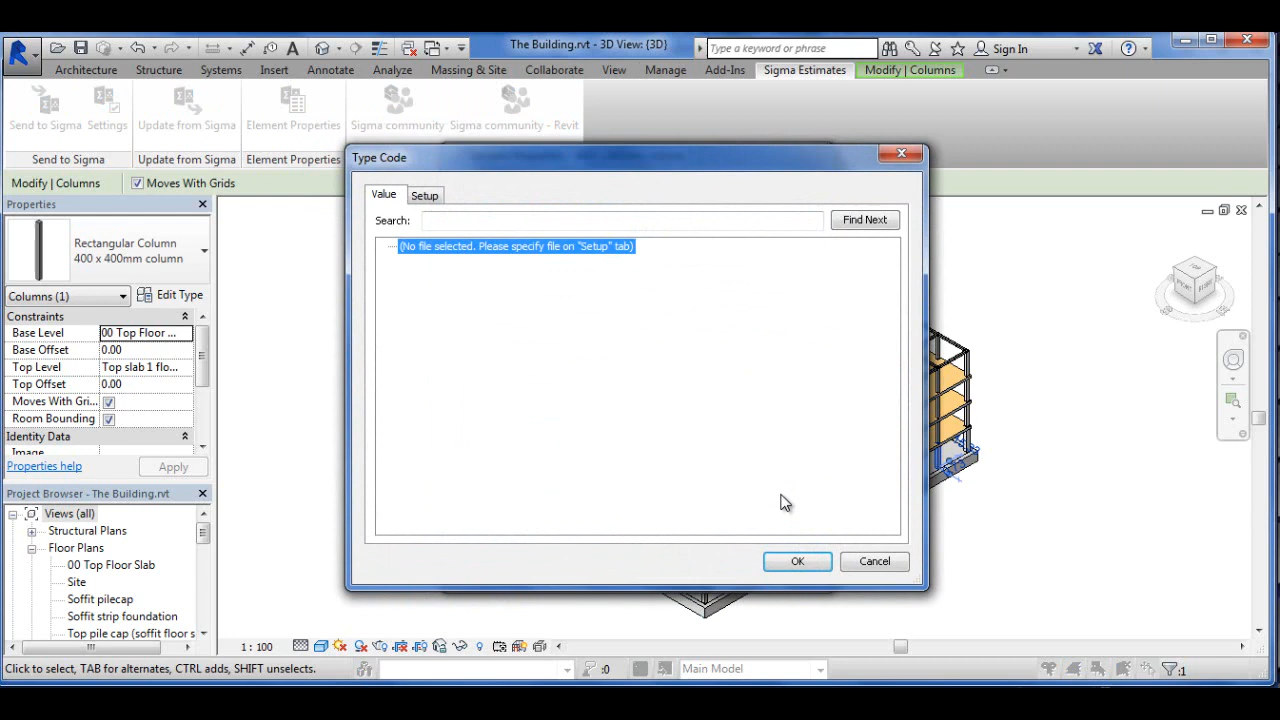 The Building.rvt - 3D View: {3D}
Type a keyword or phrase
Sign In
Architecture Structure Systems Insert Annotate Analyze Massing & Site Collaborate View Manage Add-Ins Sigma Estimates Modify | Columns
Send to Sigma Settings Update from Sigma Element Properties Sigma community Sigma community - Revit
Send to Sigma Update from Sigma Element Properties
Modify | Columns Moves With Grids
Properties
Rectangular Column
400 x 400mm column
Columns (1) Edit Type
Constraints
Base Level 00 Top Floor ...
Base Offset 0.00
Top Level Top slab 1 flo...
Top Offset 0.00
Moves With Gri...
Room Bounding
Identity Data
Image
Properties help Apply
Project Browser - The Building.rvt
Views (all)
Structural Plans
Floor Plans
00 Top Floor Slab
Site
Soffit pilecap
Soffit strip foundation
Top pile cap (soffit floor s
Type Code
Value Setup
Search: Find Next
(No file selected. Please specify file on "Setup" tab)
OK Cancel
TOP
FRONT
1 : 100
Click to select, TAB for alternates, CTRL adds, SHIFT unselects.
:0
Main Model
:1